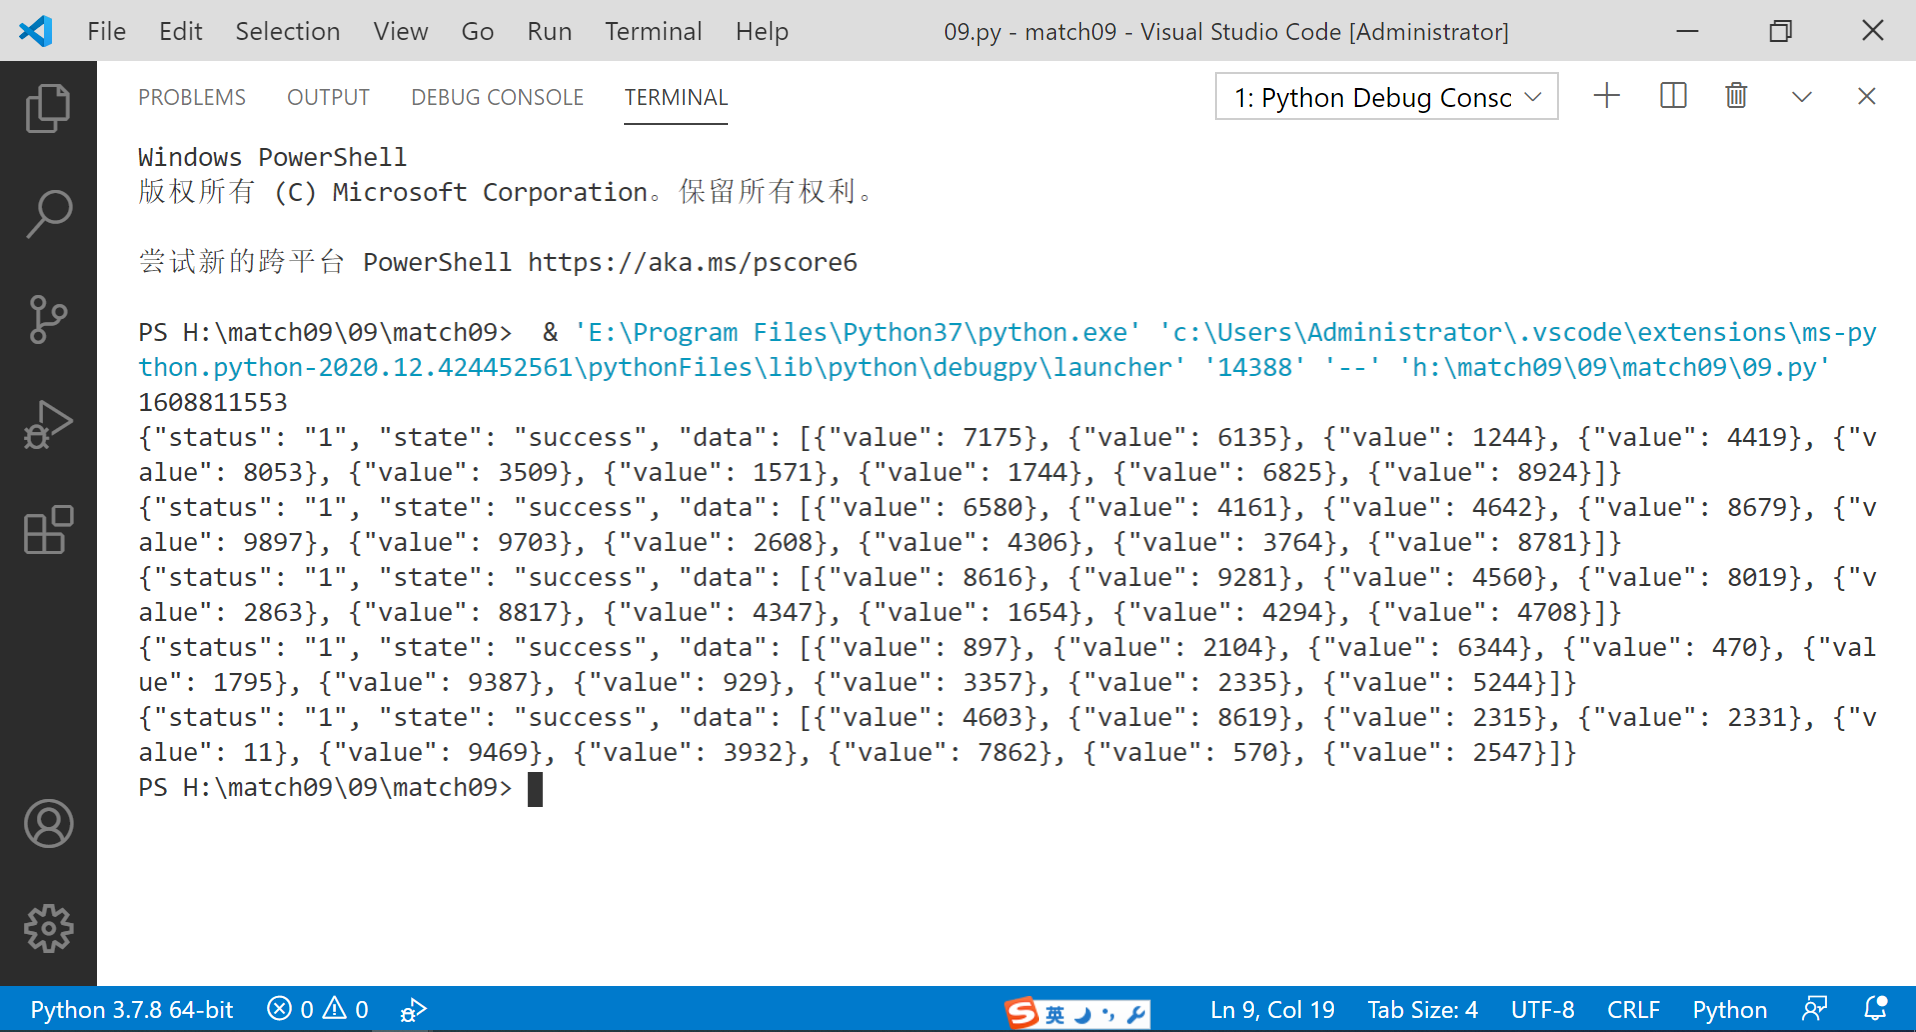 File Edit Selection View Go Run Terminal Help 09.py - match09 - Visual Studio Code [Administrator]
PROBLEMS OUTPUT DEBUG CONSOLE TERMINAL 1: Python Debug Consc
Windows PowerShell
版权所有 (C) Microsoft Corporation。保留所有权利。
尝试新的跨平台 PowerShell https://aka.ms/pscore6
PS H:\match09\09\match09>  & 'E:\Program Files\Python37\python.exe' 'c:\Users\Administrator\.vscode\extensions\ms-py
thon.python-2020.12.424452561\pythonFiles\lib\python\debugpy\launcher' '14388' '--' 'h:\match09\09\match09\09.py'
1608811553
{"status": "1", "state": "success", "data": [{"value": 7175}, {"value": 6135}, {"value": 1244}, {"value": 4419}, {"v
alue": 8053}, {"value": 3509}, {"value": 1571}, {"value": 1744}, {"value": 6825}, {"value": 8924}]}
{"status": "1", "state": "success", "data": [{"value": 6580}, {"value": 4161}, {"value": 4642}, {"value": 8679}, {"v
alue": 9897}, {"value": 9703}, {"value": 2608}, {"value": 4306}, {"value": 3764}, {"value": 8781}]}
{"status": "1", "state": "success", "data": [{"value": 8616}, {"value": 9281}, {"value": 4560}, {"value": 8019}, {"v
alue": 2863}, {"value": 8817}, {"value": 4347}, {"value": 1654}, {"value": 4294}, {"value": 4708}]}
{"status": "1", "state": "success", "data": [{"value": 897}, {"value": 2104}, {"value": 6344}, {"value": 470}, {"val
ue": 1795}, {"value": 9387}, {"value": 929}, {"value": 3357}, {"value": 2335}, {"value": 5244}]}
{"status": "1", "state": "success", "data": [{"value": 4603}, {"value": 8619}, {"value": 2315}, {"value": 2331}, {"v
alue": 11}, {"value": 9469}, {"value": 3932}, {"value": 7862}, {"value": 570}, {"value": 2547}]}
PS H:\match09\09\match09>
Python 3.7.8 64-bit 0 0 S 英 Ln 9, Col 19 Tab Size: 4 UTF-8 CRLF Python